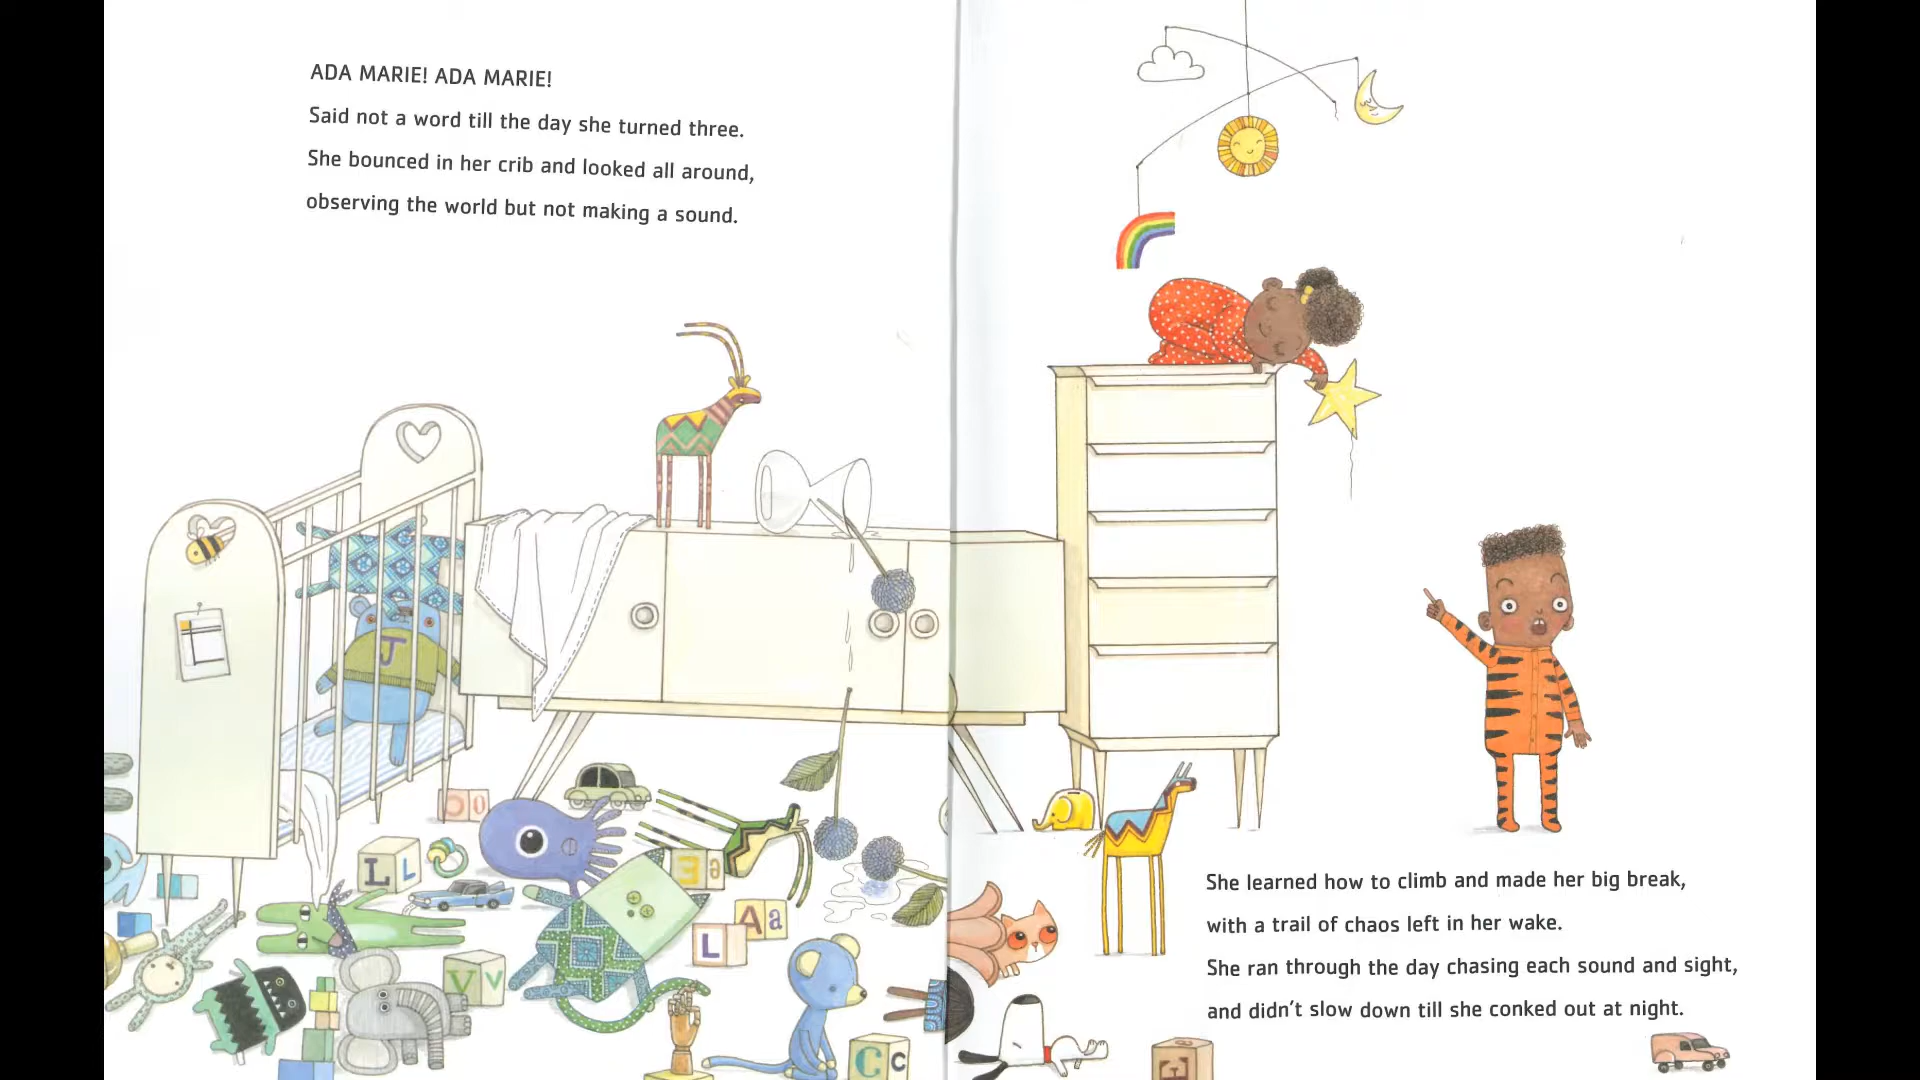 ADA MARIE! ADA MARIE!
Said not a word till the day she turned three.
She bounced in her crib and looked all around,
observing the world but not making a sound.
J
L L
V V
L
A a
C c
She learned how to climb and made her big break,
with a trail of chaos left in her wake.
She ran through the day chasing each sound and sight,
and didn't slow down till she conked out at night.